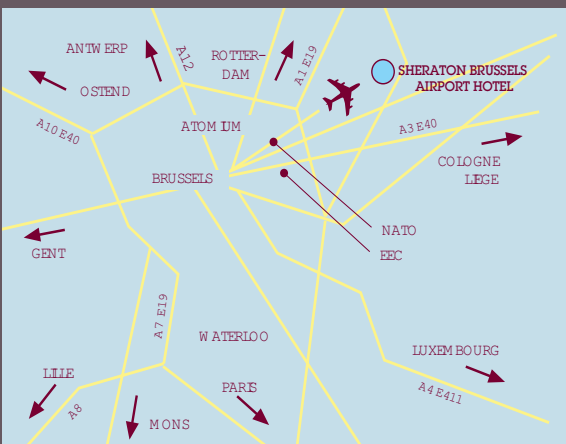 ANTWERP
A12
ROTTER-
DAM
A1 E19
SHERATON BRUSSELS
AIRPORT HOTEL
OSTEND
A10 E40
ATOMIUM
A3 E40
COLOGNE
LEGE
BRUSSELS
NATO
EEC
GENT
A7 E19
WATERLOO
LUXEMBOURG
LILLE
PARIS
A4 E411
A8
MONS